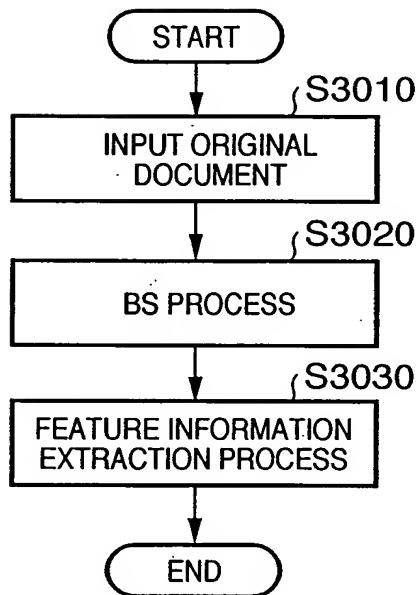 START
S3010
INPUT ORIGINAL
DOCUMENT
S3020
BS PROCESS
S3030
FEATURE INFORMATION
EXTRACTION PROCESS
END